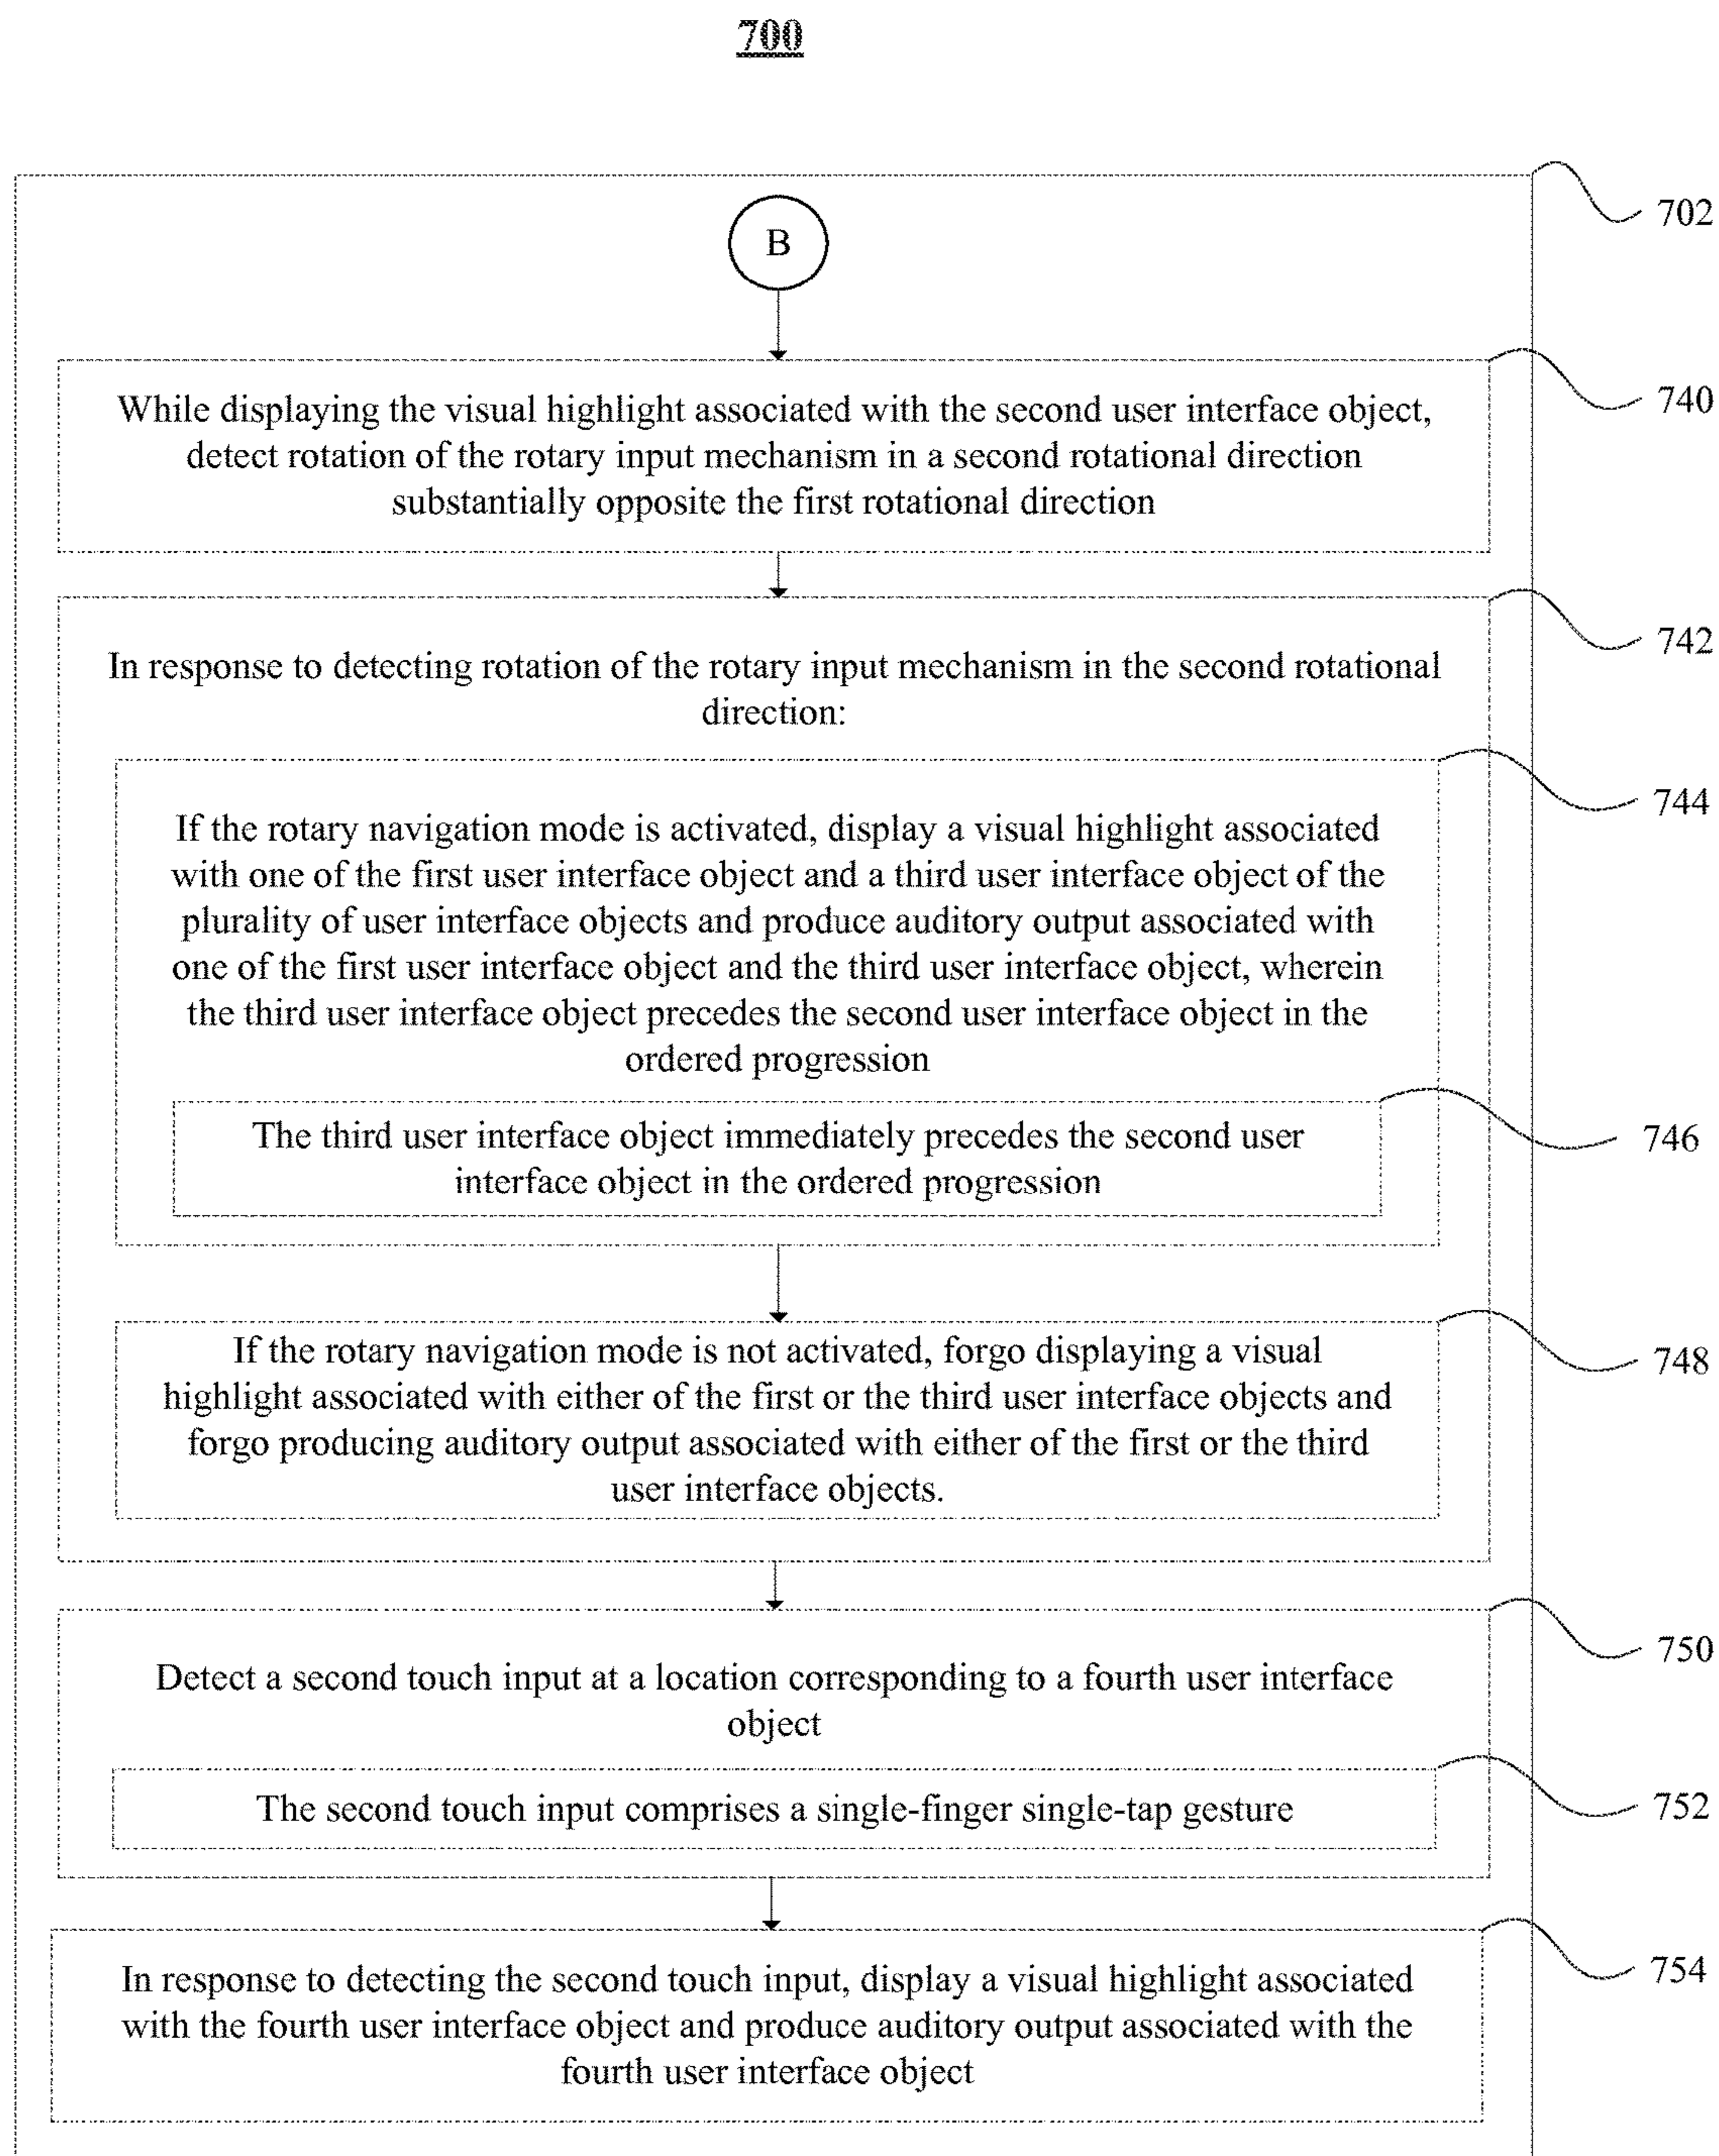 700
702
B
740
While displaying the visual highlight associated with the second user interface object,
detect rotation of the rotary input mechanism in a second rotational direction
substantially opposite the first rotational direction
742
In response to detecting rotation of the rotary input mechanism in the second rotational
direction:
744
If the rotary navigation mode is activated, display a visual highlight associated
with one of the first user interface object and a third user interface object of the
plurality of user interface objects and produce auditory output associated with
one of the first user interface object and the third user interface object, wherein
the third user interface object precedes the second user interface object in the
ordered progression
746
The third user interface object immediately precedes the second user
interface object in the ordered progression
748
If the rotary navigation mode is not activated, forgo displaying a visual
highlight associated with either of the first or the third user interface objects and
forgo producing auditory output associated with either of the first or the third
user interface objects.
750
Detect a second touch input at a location corresponding to a fourth user interface
object
752
The second touch input comprises a single-finger single-tap gesture
754
In response to detecting the second touch input, display a visual highlight associated
with the fourth user interface object and produce auditory output associated with the
fourth user interface object